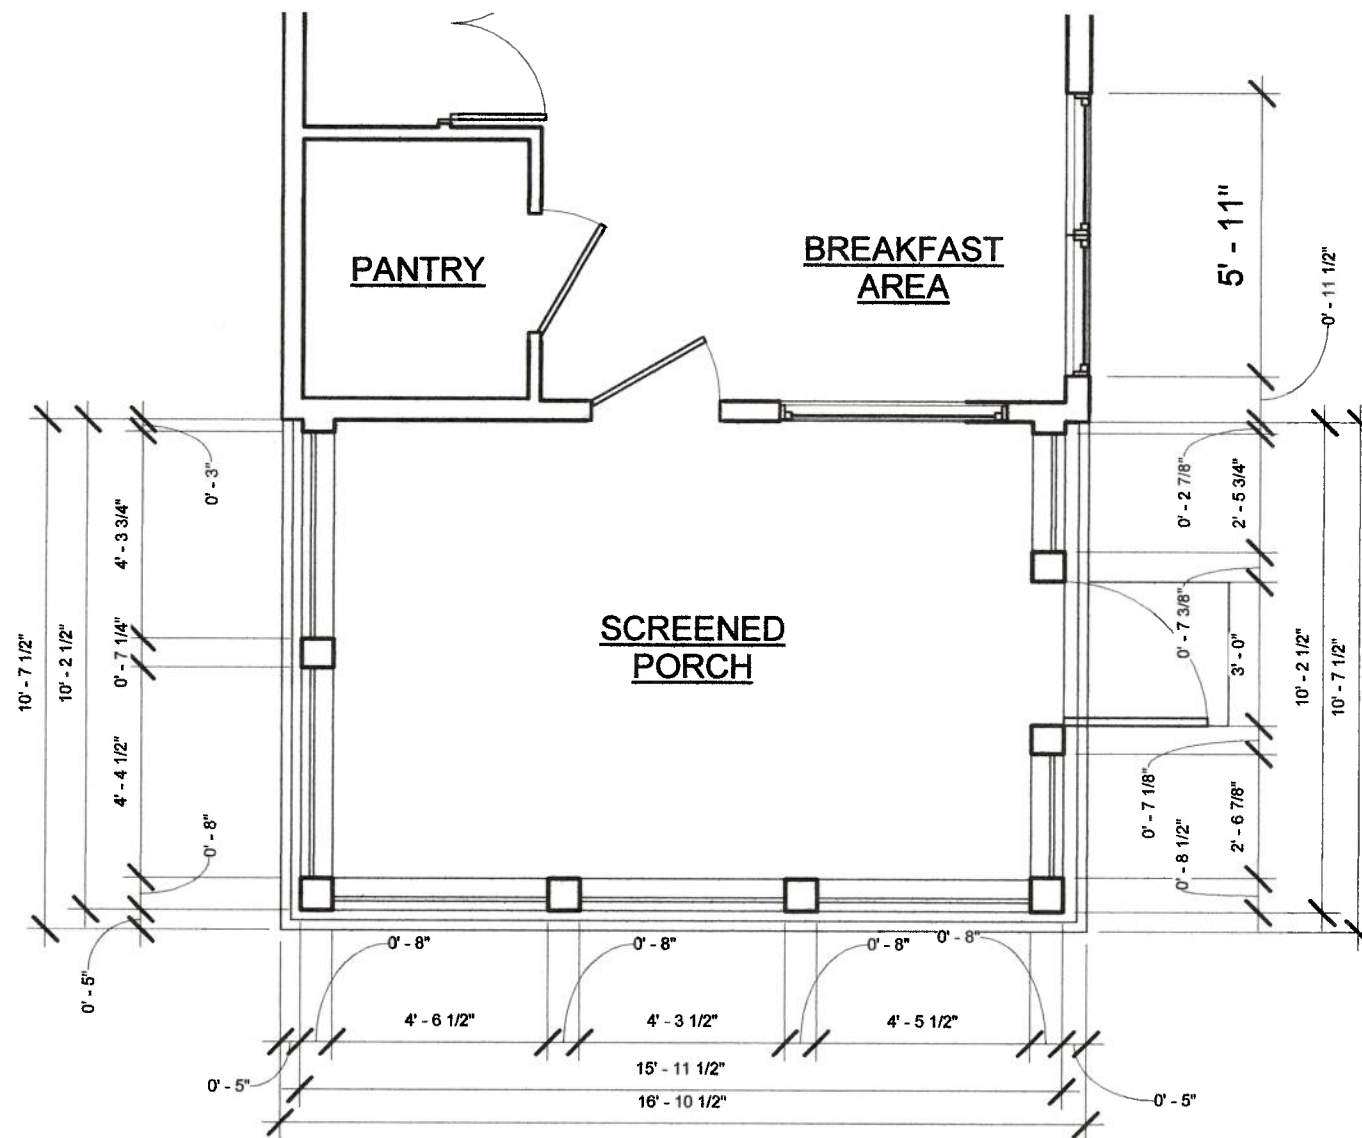 PANTRY
BREAKFAST
AREA
5' - 11"
0' - 11 1/2"
0' - 3"
4' - 3 3/4"
0' - 7 1/4"
10' - 7 1/2"
10' - 2 1/2"
4' - 4 1/2"
0' - 8"
0' - 5"
SCREENED
PORCH
0' - 2 7/8"
2' - 5 3/4"
0' - 7 3/8"
3' - 0"
10' - 2 1/2"
10' - 7 1/2"
0' - 7 1/8"
0' - 8 1/2"
2' - 6 7/8"
0' - 8"
0' - 8"
0' - 8"
0' - 8"
4' - 6 1/2"
4' - 3 1/2"
4' - 5 1/2"
0' - 5"
15' - 11 1/2"
16' - 10 1/2"
0' - 5"